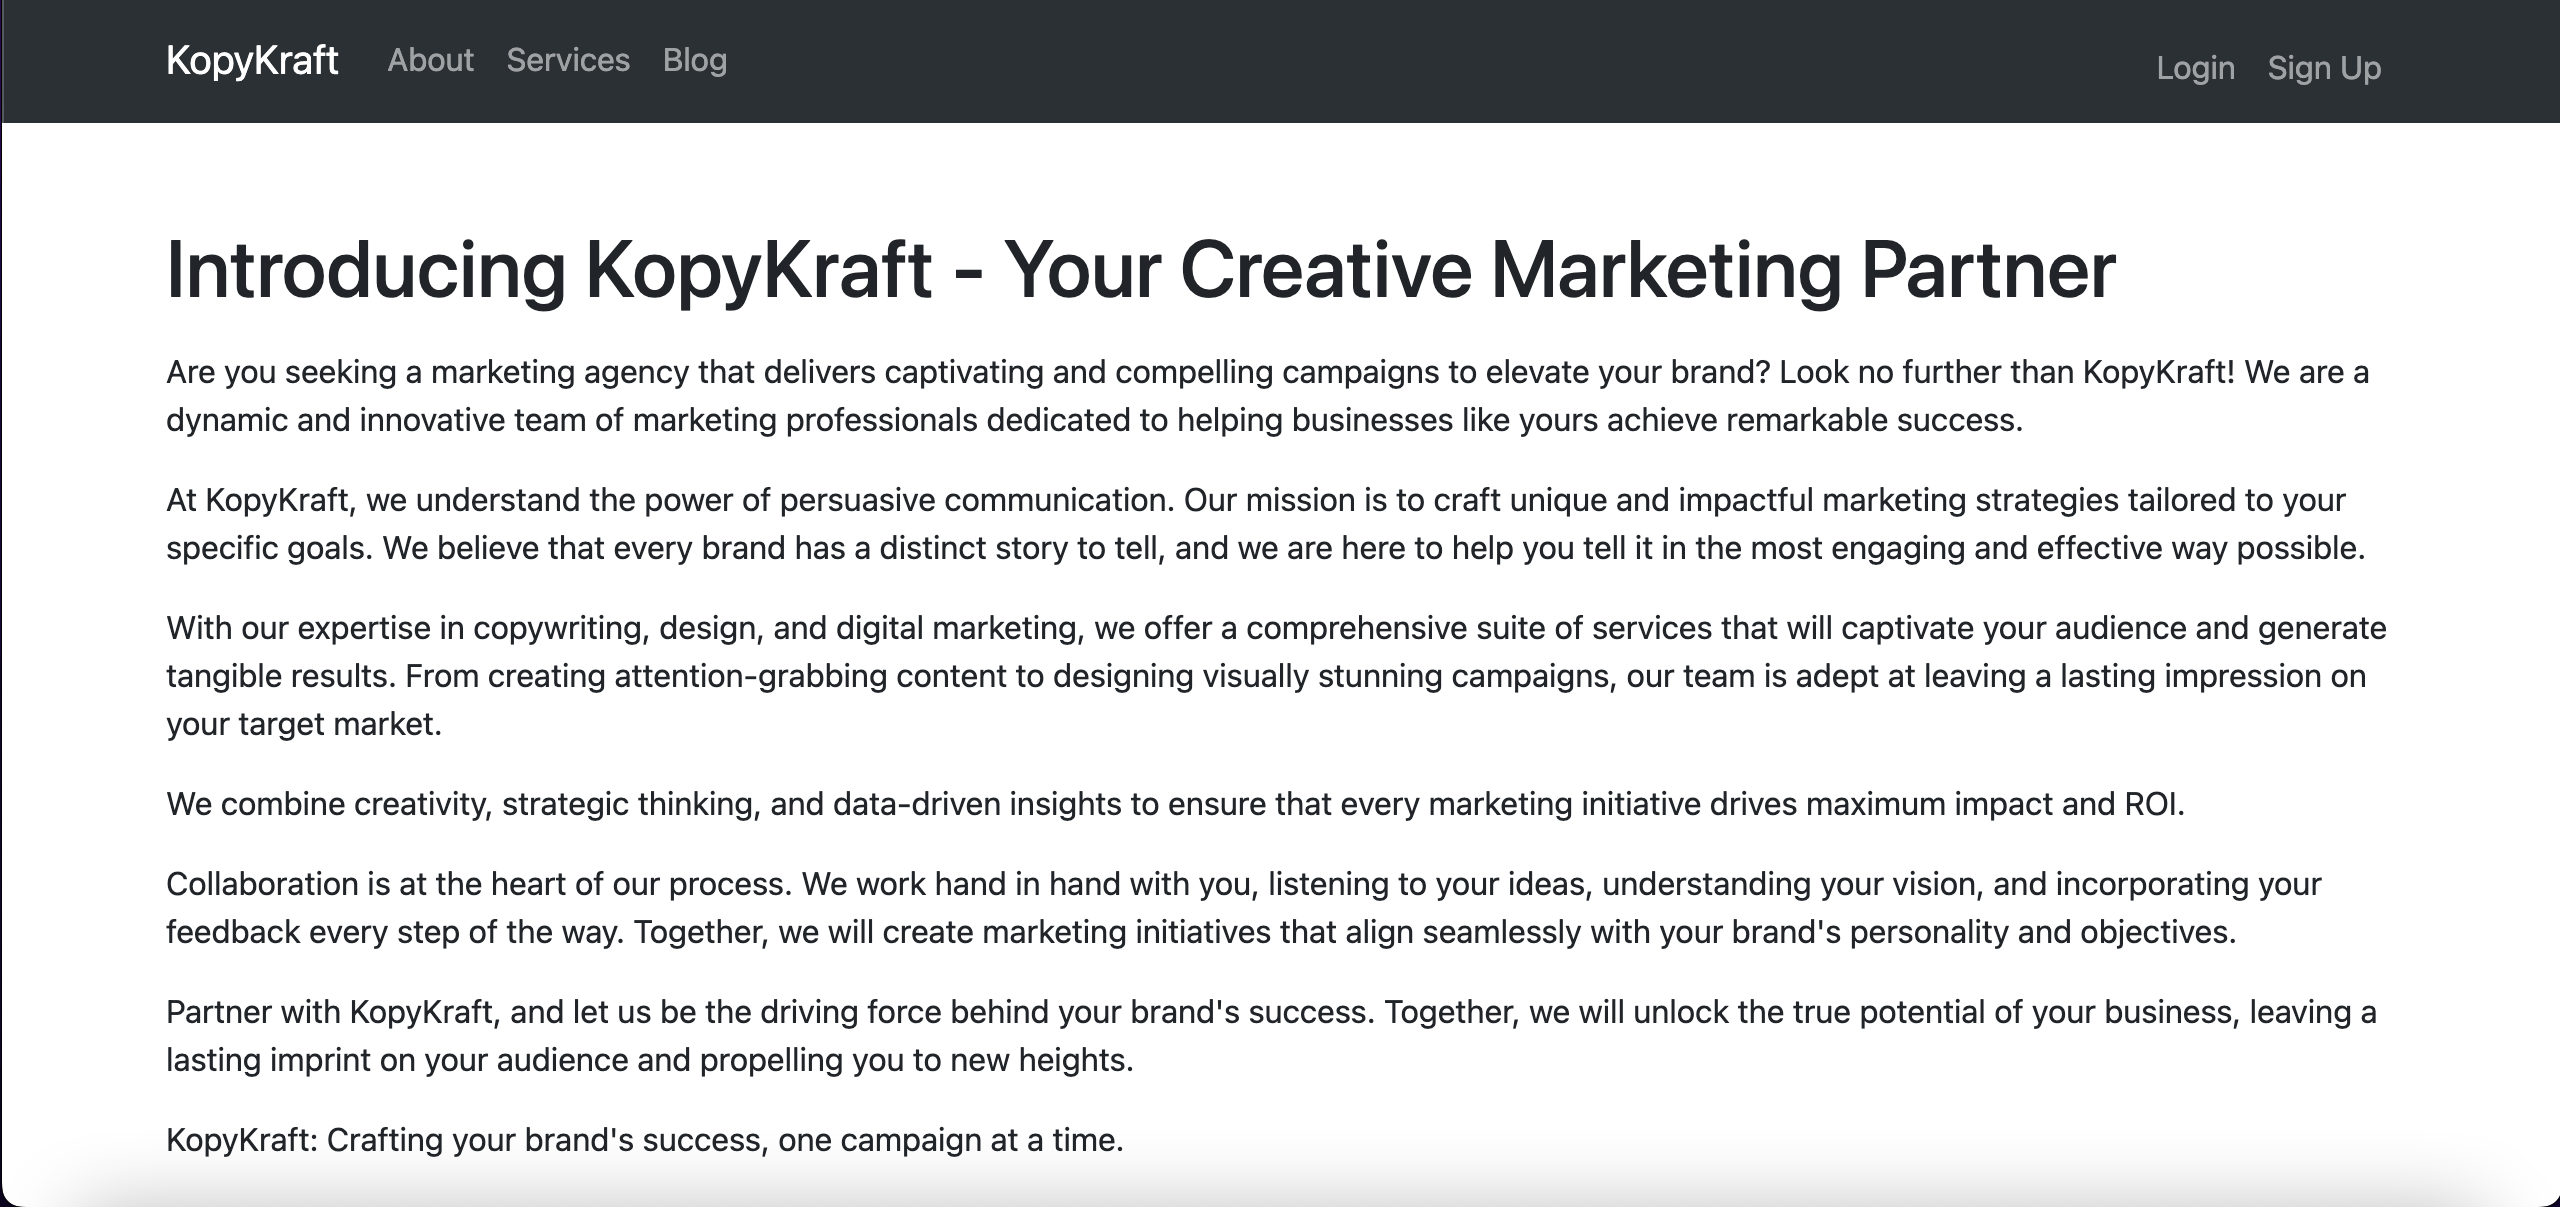 KopyKraft About Services Blog Login Sign Up
Introducing KopyKraft - Your Creative Marketing Partner
Are you seeking a marketing agency that delivers captivating and compelling campaigns to elevate your brand? Look no further than KopyKraft! We are a
dynamic and innovative team of marketing professionals dedicated to helping businesses like yours achieve remarkable success.
At KopyKraft, we understand the power of persuasive communication. Our mission is to craft unique and impactful marketing strategies tailored to your
specific goals. We believe that every brand has a distinct story to tell, and we are here to help you tell it in the most engaging and effective way possible.
With our expertise in copywriting, design, and digital marketing, we offer a comprehensive suite of services that will captivate your audience and generate
tangible results. From creating attention-grabbing content to designing visually stunning campaigns, our team is adept at leaving a lasting impression on
your target market.
We combine creativity, strategic thinking, and data-driven insights to ensure that every marketing initiative drives maximum impact and ROI.
Collaboration is at the heart of our process. We work hand in hand with you, listening to your ideas, understanding your vision, and incorporating your
feedback every step of the way. Together, we will create marketing initiatives that align seamlessly with your brand's personality and objectives.
Partner with KopyKraft, and let us be the driving force behind your brand's success. Together, we will unlock the true potential of your business, leaving a
lasting imprint on your audience and propelling you to new heights.
KopyKraft: Crafting your brand's success, one campaign at a time.